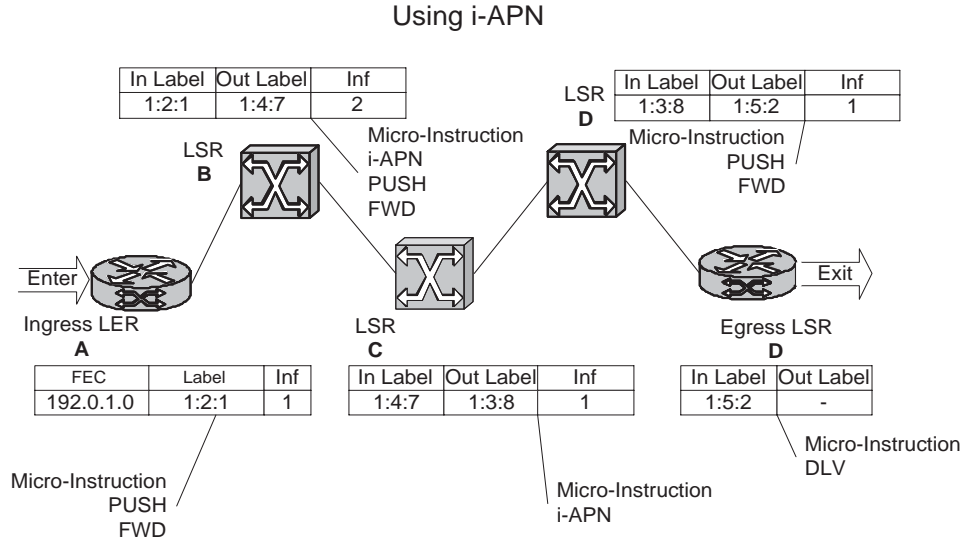 Using i-APN
In Label Out Label Inf
1:2:1 1:4:7 2
Micro-Instruction
i-APN
PUSH
FWD
LSR
B
LSR
D
In Label Out Label Inf
1:3:8 1:5:2 1
Micro-Instruction
PUSH
FWD
Enter
Ingress LER
A
LSR
C
Exit
Egress LSR
D
FEC Label Inf
192.0.1.0 1:2:1 1
Micro-Instruction
PUSH
FWD
In Label Out Label Inf
1:4:7 1:3:8 1
Micro-Instruction
i-APN
In Label Out Label
1:5:2 -
Micro-Instruction
DLV